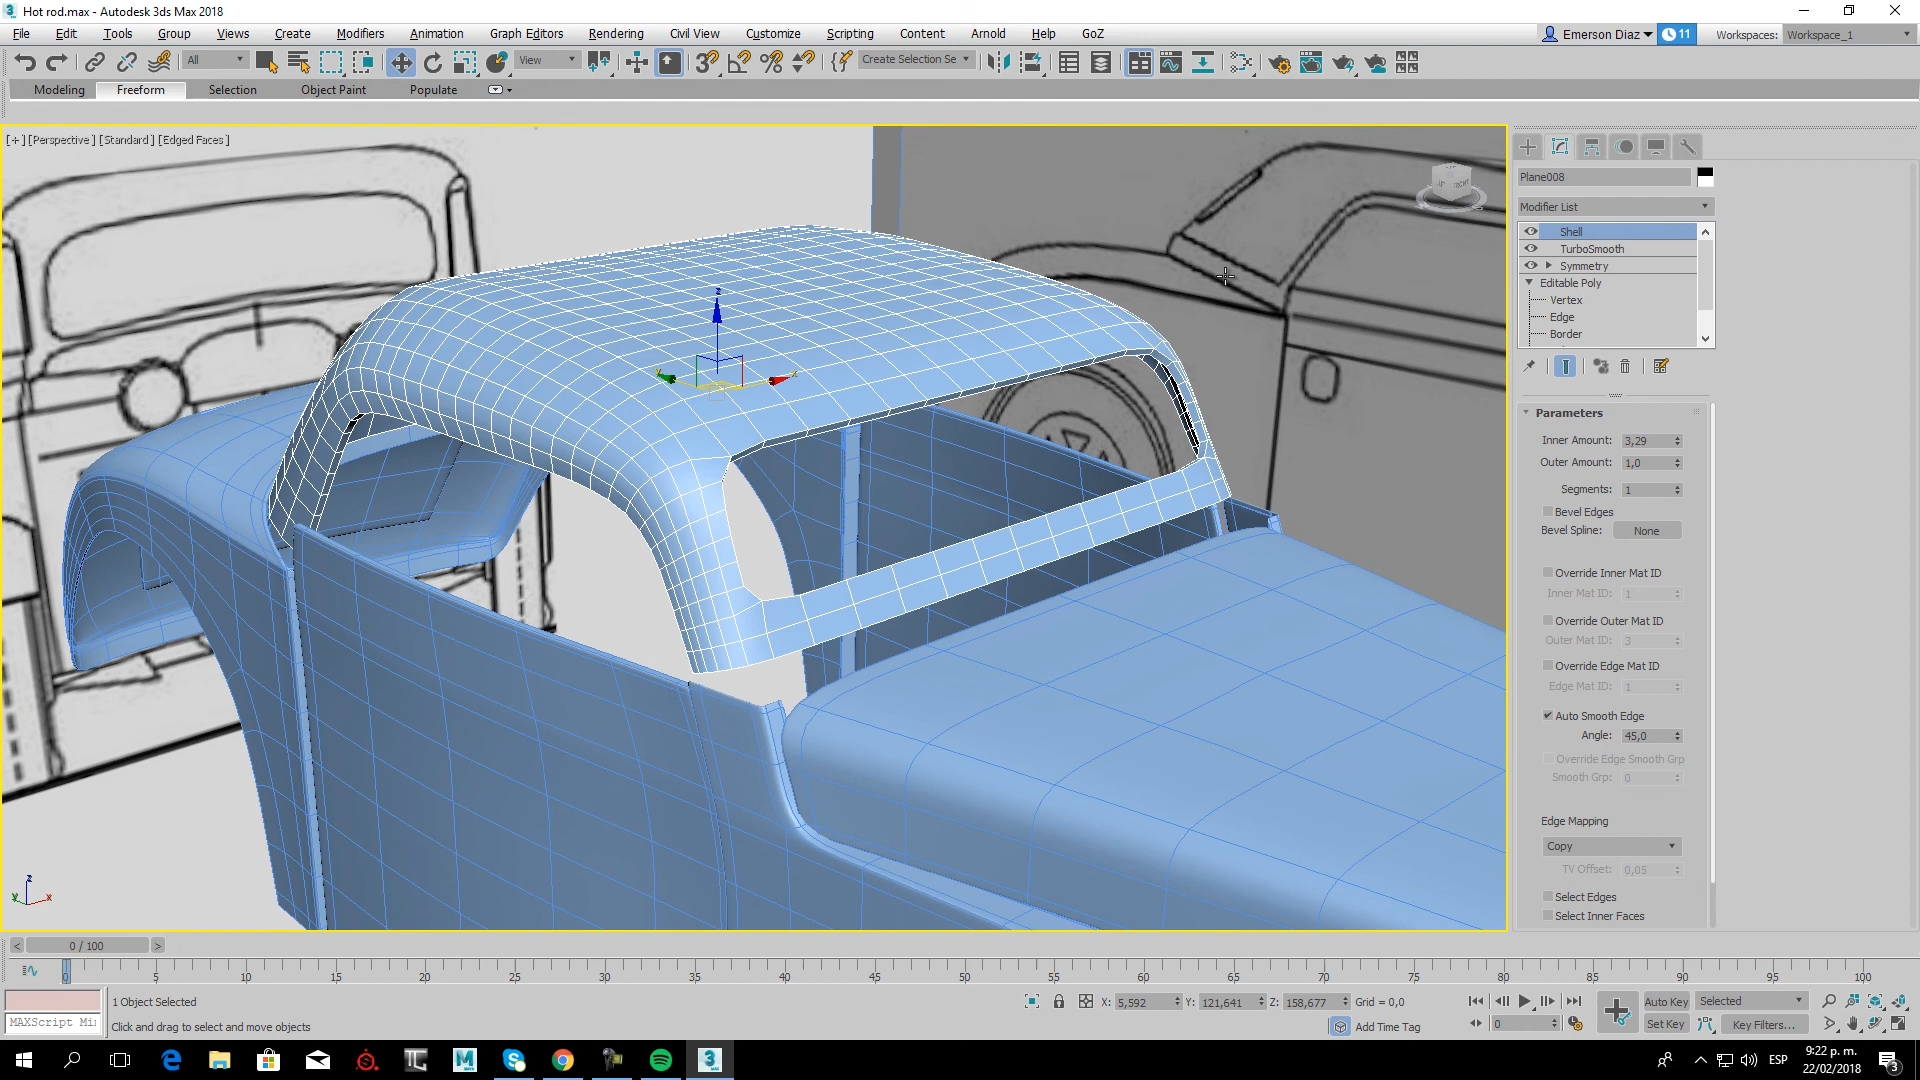 Hot rod.max - Autodesk 3ds Max 2018
File Edit Tools Group Views Create Modifiers Animation Graph Editors Rendering Civil View Customize Scripting Content Arnold Help GoZ
Emerson Diaz 11 Workspaces: Workspace_1
All View Create Selection Se
Modeling Freeform Selection Object Paint Populate
[+] [Perspective] [Standard] [Edged Faces]
Plane008
Modifier List
Shell
TurboSmooth
Symmetry
Editable Poly
Vertex
Edge
Border
Parameters
Inner Amount: 3,29
Outer Amount: 1,0
Segments: 1
Bevel Edges
Bevel Spline: None
Override Inner Mat ID
Inner Mat ID: 1
Override Outer Mat ID
Outer Mat ID: 3
Override Edge Mat ID
Edge Mat ID: 1
Auto Smooth Edge
Angle: 45,0
Override Edge Smooth Grp
Smooth Grp: 0
Edge Mapping
Copy
TV Offset: 0,05
Select Edges
Select Inner Faces
z
x
y
z
y x
< 0 / 100 >
0 5 10 15 20 25 30 35 40 45 50 55 60 65 70 75 80 85 90 95 100
1 Object Selected
X: 5,592 Y: 121,641 Z: 158,677 Grid = 0,0
Auto Key Selected
MAXScript Mi
Click and drag to select and move objects
Add Time Tag
0
Set Key Key Filters...
ESP
9:22 p. m.
22/02/2018
3